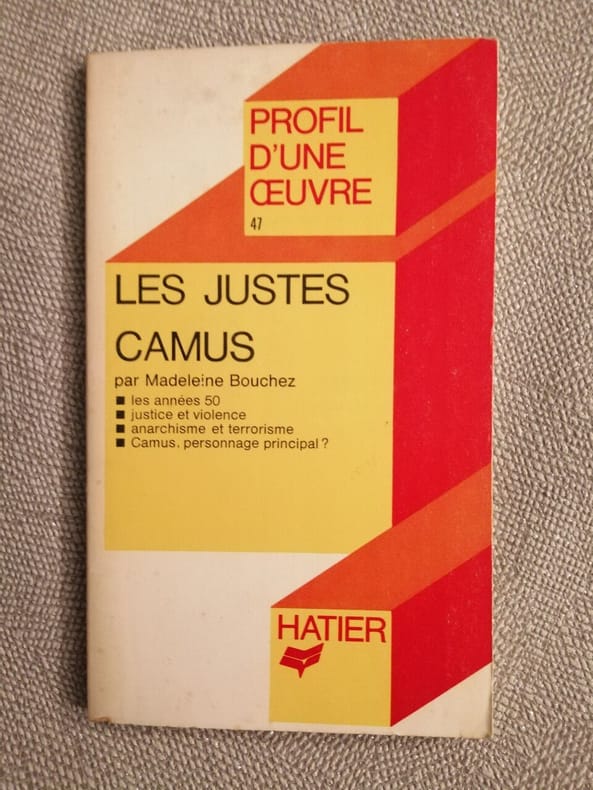 PROFIL
D'UNE
ŒUVRE
47
LES JUSTES
CAMUS
par Madeleine Bouchez
■ les années 50
■ justice et violence
■ anarchisme et terrorisme
■ Camus, personnage principal ?
HATIER